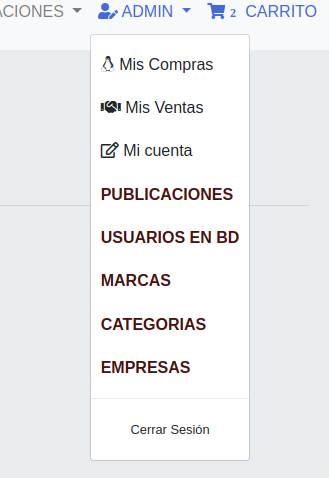 ACIONES ADMIN 2 CARRITO
Mis Compras
Mis Ventas
Mi cuenta
PUBLICACIONES
USUARIOS EN BD
MARCAS
CATEGORIAS
EMPRESAS
Cerrar Sesión